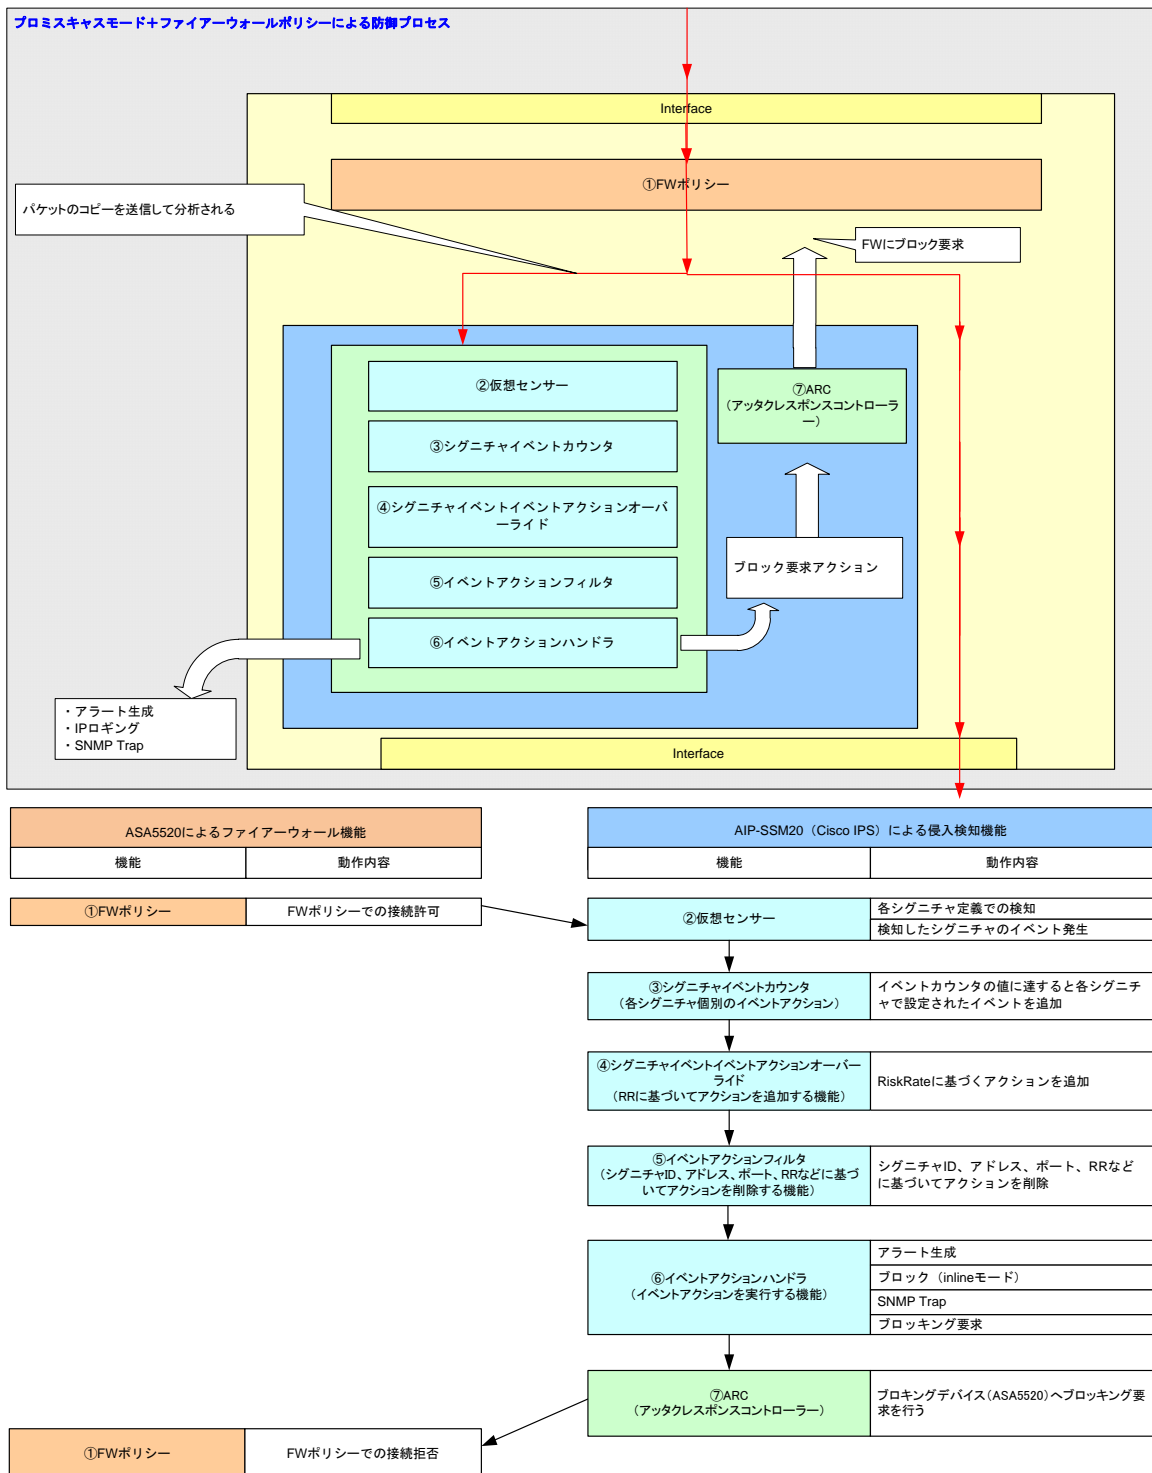 プロミスキャスモード＋ファイアーウォールポリシーによる防御プロセス
Interface
①FWポリシー
パケットのコピーを送信して分析される
FWにブロック要求
②仮想センサー
③シグニチャイベントカウンタ
④シグニチャイベントイベントアクションオーバ
ーライド
⑤イベントアクションフィルタ
⑥イベントアクションハンドラ
⑦ARC
（アッタクレスポンスコントローラ
ー）
ブロック要求アクション
・アラート生成
・IPロギング
・SNMP Trap
Interface
ASA5520によるファイアーウォール機能
機能
動作内容
①FWポリシー
FWポリシーでの接続許可
AIP-SSM20（Cisco IPS）による侵入検知機能
機能
動作内容
②仮想センサー
各シグニチャ定義での検知
検知したシグニチャのイベント発生
③シグニチャイベントカウンタ
（各シグニチャ個別のイベントアクション）
イベントカウンタの値に達すると各シグニチ
ャで設定されたイベントを追加
④シグニチャイベントイベントアクションオーバー
ライド
（RRに基づいてアクションを追加する機能）
RiskRateに基づくアクションを追加
⑤イベントアクションフィルタ
（シグニチャID、アドレス、ポート、RRなどに基づ
いてアクションを削除する機能）
シグニチャID、アドレス、ポート、RRなど
に基づいてアクションを削除
⑥イベントアクションハンドラ
（イベントアクションを実行する機能）
アラート生成
ブロック（inlineモード）
SNMP Trap
ブロッキング要求
⑦ARC
（アッタクレスポンスコントローラー）
ブロキングデバイス（ASA5520）へブロッキング要
求を行う
①FWポリシー
FWポリシーでの接続拒否